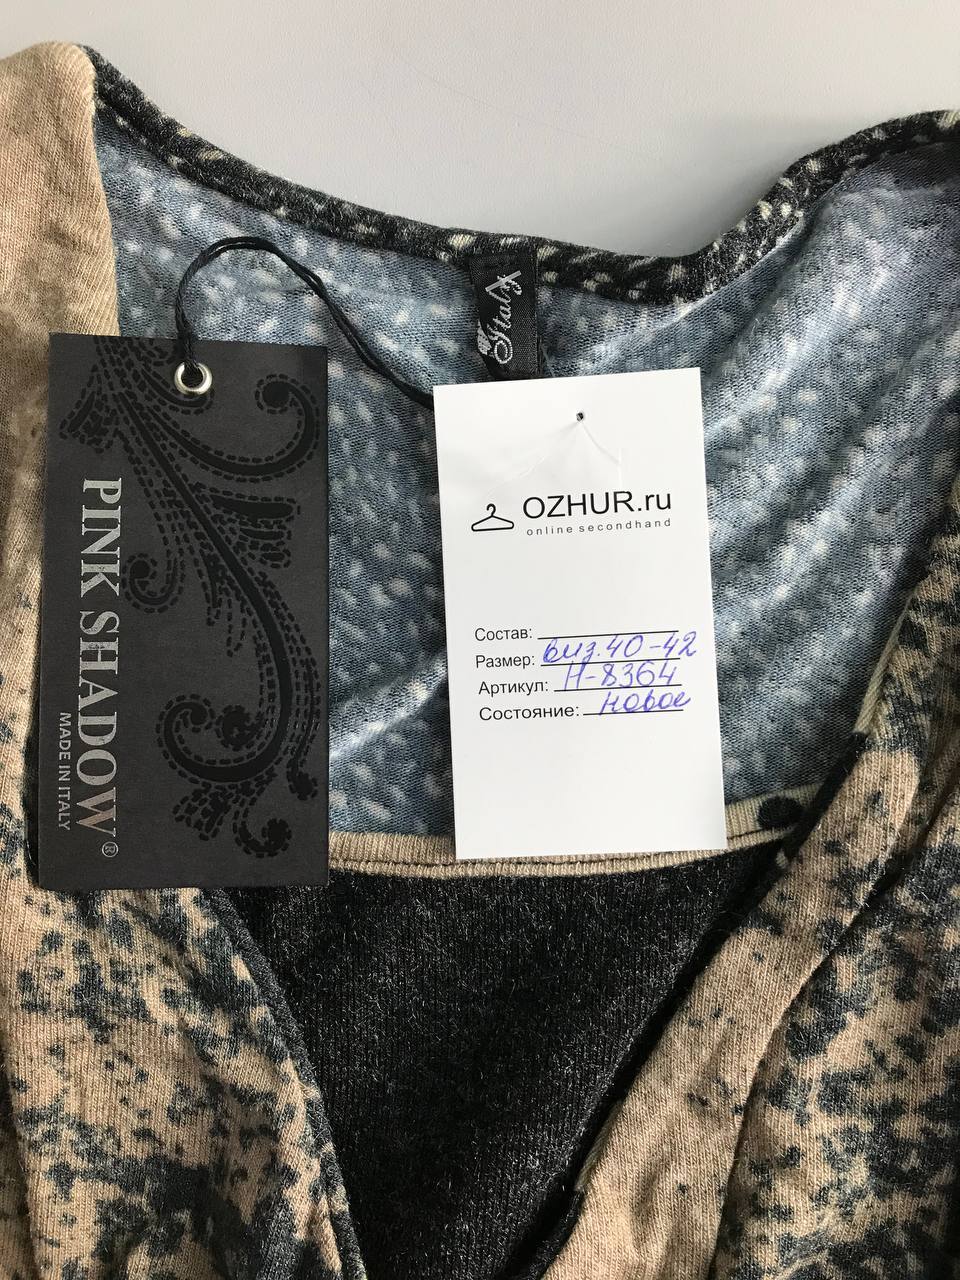 Italy
PINK SHADOW®
MADE IN ITALY
OZHUR.ru
online secondhand
Состав:
Размер: виз.40-42
Артикул: Н-8364
Состояние: новое